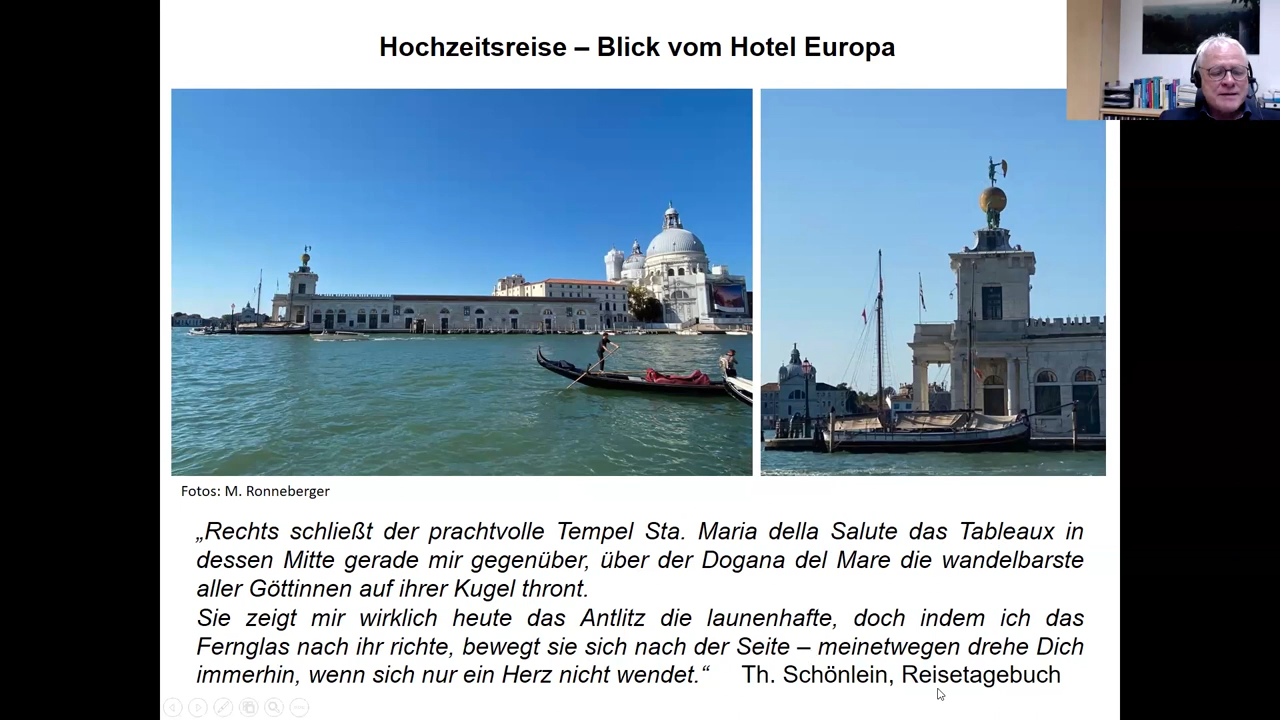 Hochzeitsreise – Blick vom Hotel Europa
Fotos: M. Ronneberger
„Rechts schließt der prachtvolle Tempel Sta. Maria della Salute das Tableaux in
dessen Mitte gerade mir gegenüber, über der Dogana del Mare die wandelbarste
aller Göttinnen auf ihrer Kugel thront.
Sie zeigt mir wirklich heute das Antlitz die launenhafte, doch indem ich das
Fernglas nach ihr richte, bewegt sie sich nach der Seite – meinetwegen drehe Dich
immerhin, wenn sich nur ein Herz nicht wendet.“ Th. Schönlein, Reisetagebuch